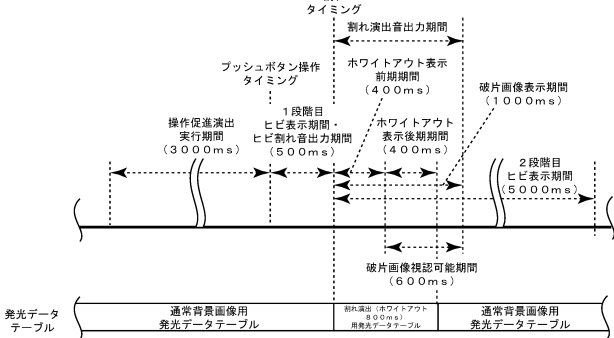 タイミング
割れ演出音出力期間
プッシュボタン操作
タイミング
ホワイトアウト表示
前期期間
(400ms)
破片画像表示期間
(1000ms)
操作促進演出
実行期間
(3000ms)
1段階目
ヒビ表示期間・
ヒビ割れ音出力期間
(500ms)
ホワイトアウト
表示後期期間
(400ms)
2段階目
ヒビ表示期間
(5000ms)
破片画像視認可能期間
(600ms)
発光データ
テーブル
通常背景画像用
発光データテーブル
割れ演出(ホワイトアウト
800ms)
用発光データテーブル
通常背景画像用
発光データテーブル